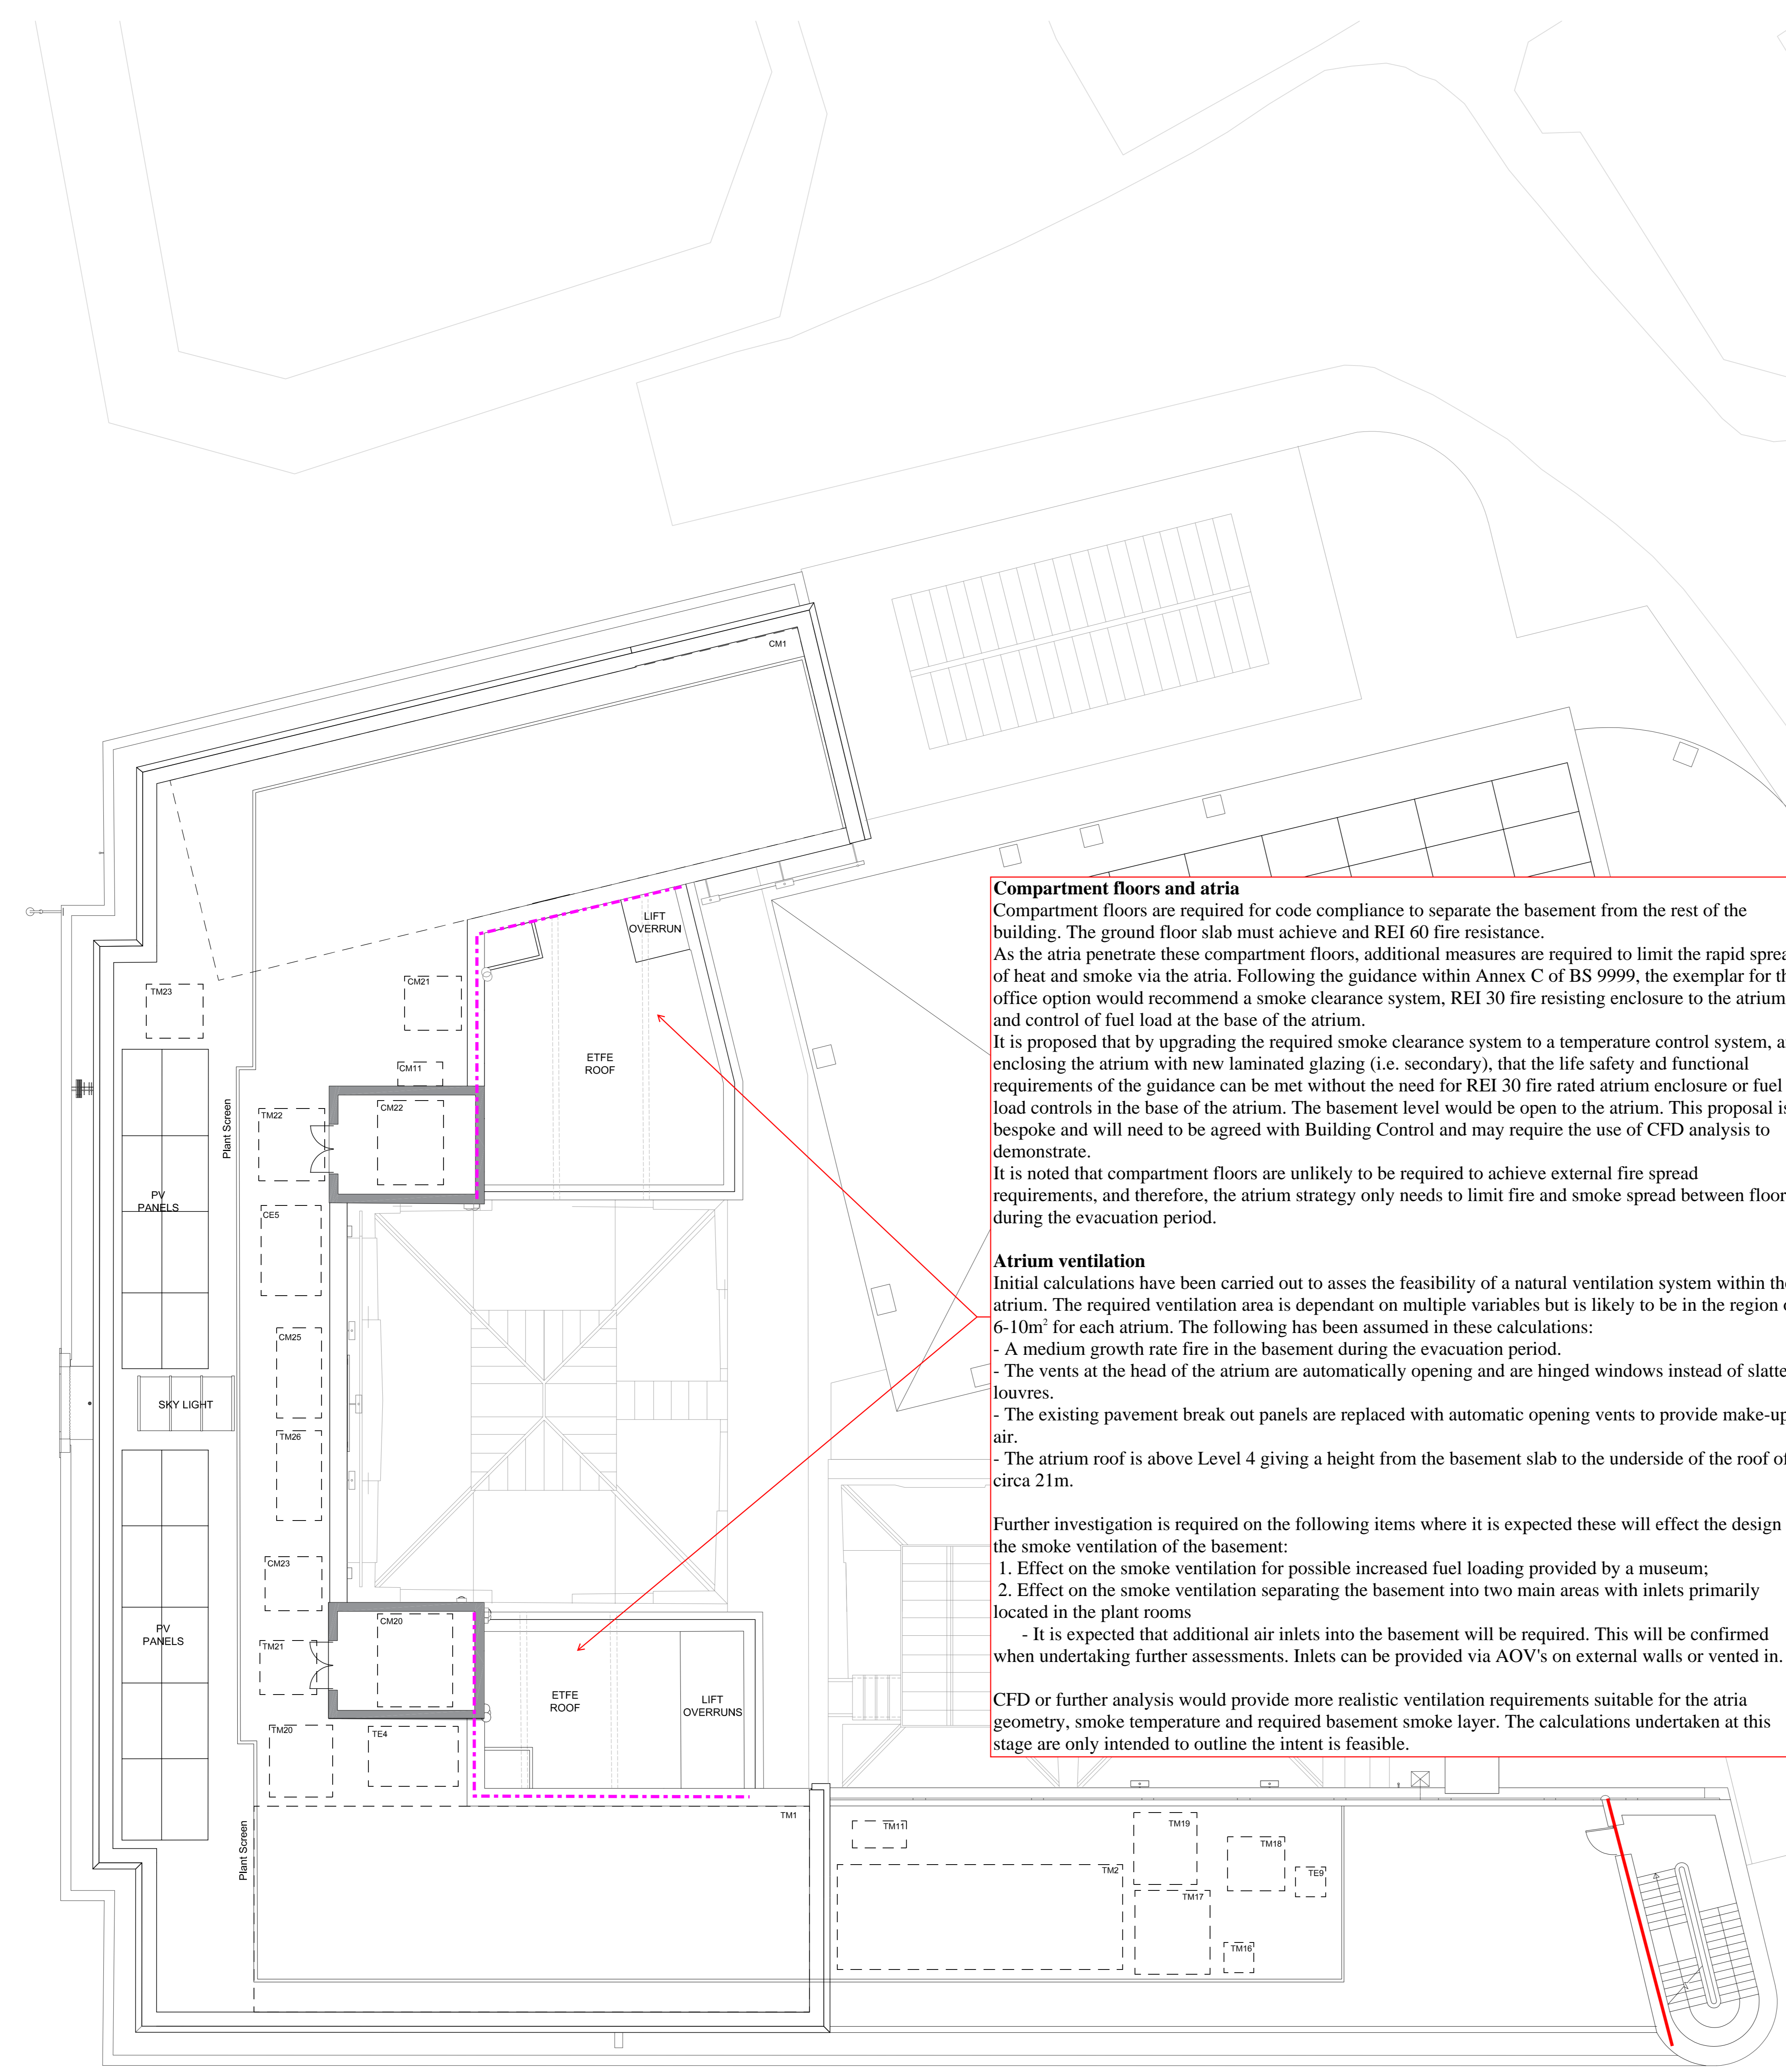 CM1
LIFT
OVERRUN
CM21
TM23
ETFE
ROOF
CM11
CM22
TM22
Plant Screen
PV
PANELS
CE5
CM25
SKY LIGHT
TM26
CM23
CM20
PV
PANELS
TM21
ETFE
ROOF
LIFT
OVERRUNS
TM20
TE4
Plant Screen
TM1
TM11
TM19
TM18
TM2
TE9
TM17
TM16
Compartment floors and atria
Compartment floors are required for code compliance to separate the basement from the rest of the
building. The ground floor slab must achieve and REI 60 fire resistance.
As the atria penetrate these compartment floors, additional measures are required to limit the rapid sprea
of heat and smoke via the atria. Following the guidance within Annex C of BS 9999, the exemplar for th
office option would recommend a smoke clearance system, REI 30 fire resisting enclosure to the atrium
and control of fuel load at the base of the atrium.
It is proposed that by upgrading the required smoke clearance system to a temperature control system, a
enclosing the atrium with new laminated glazing (i.e. secondary), that the life safety and functional
requirements of the guidance can be met without the need for REI 30 fire rated atrium enclosure or fuel
load controls in the base of the atrium. The basement level would be open to the atrium. This proposal is
bespoke and will need to be agreed with Building Control and may require the use of CFD analysis to
demonstrate.
It is noted that compartment floors are unlikely to be required to achieve external fire spread
requirements, and therefore, the atrium strategy only needs to limit fire and smoke spread between floor
during the evacuation period.
Atrium ventilation
Initial calculations have been carried out to asses the feasibility of a natural ventilation system within the
atrium. The required ventilation area is dependant on multiple variables but is likely to be in the region
6-10m² for each atrium. The following has been assumed in these calculations:
- A medium growth rate fire in the basement during the evacuation period.
- The vents at the head of the atrium are automatically opening and are hinged windows instead of slatte
louvres.
- The existing pavement break out panels are replaced with automatic opening vents to provide make-up
air.
- The atrium roof is above Level 4 giving a height from the basement slab to the underside of the roof of
circa 21m.
Further investigation is required on the following items where it is expected these will effect the design
the smoke ventilation of the basement:
1. Effect on the smoke ventilation for possible increased fuel loading provided by a museum;
2. Effect on the smoke ventilation separating the basement into two main areas with inlets primarily
located in the plant rooms
- It is expected that additional air inlets into the basement will be required. This will be confirmed
when undertaking further assessments. Inlets can be provided via AOV's on external walls or vented in.
CFD or further analysis would provide more realistic ventilation requirements suitable for the atria
geometry, smoke temperature and required basement smoke layer. The calculations undertaken at this
stage are only intended to outline the intent is feasible.